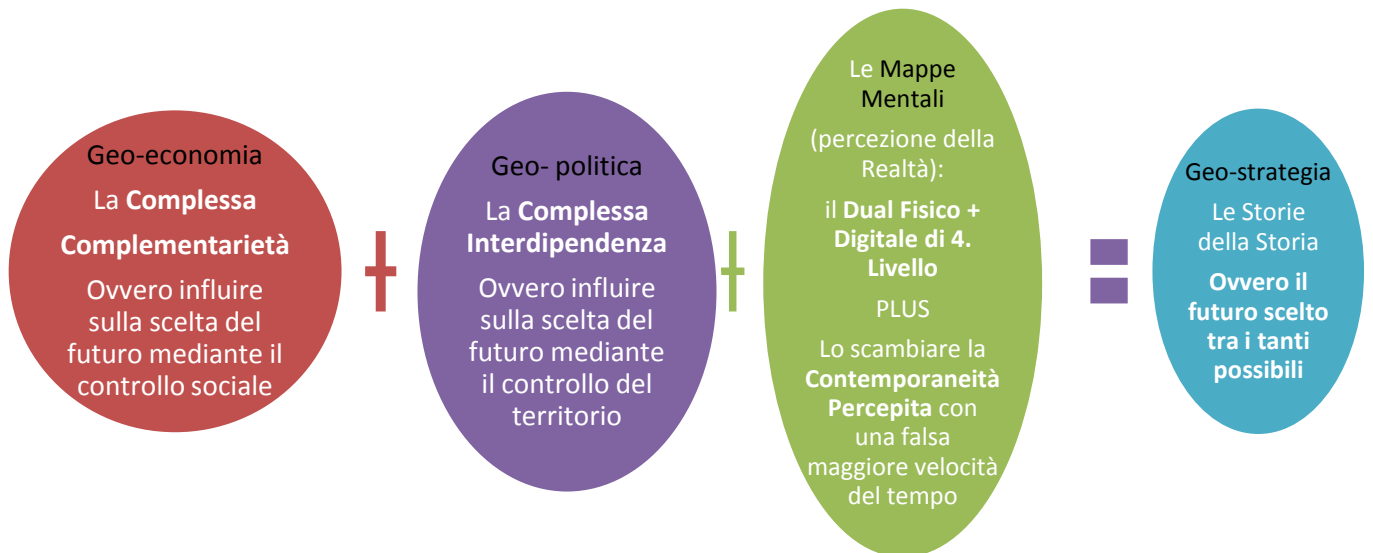 Geo-economia
La Complessa
Complementarietà
Ovvero influire
sulla scelta del
futuro mediante il
controllo sociale
+
Geo- politica
La Complessa
Interdipendenza
Ovvero influire
sulla scelta del
futuro mediante
il controllo del
territorio
+
Le Mappe
Mentali
(percezione della
Realtà):
il Dual Fisico +
Digitale di 4.
Livello
PLUS
Lo scambiare la
Contemporaneità
Percepita con
una falsa
maggiore velocità
del tempo
=
Geo-strategia
Le Storie
della Storia
Ovvero il
futuro scelto
tra i tanti
possibili